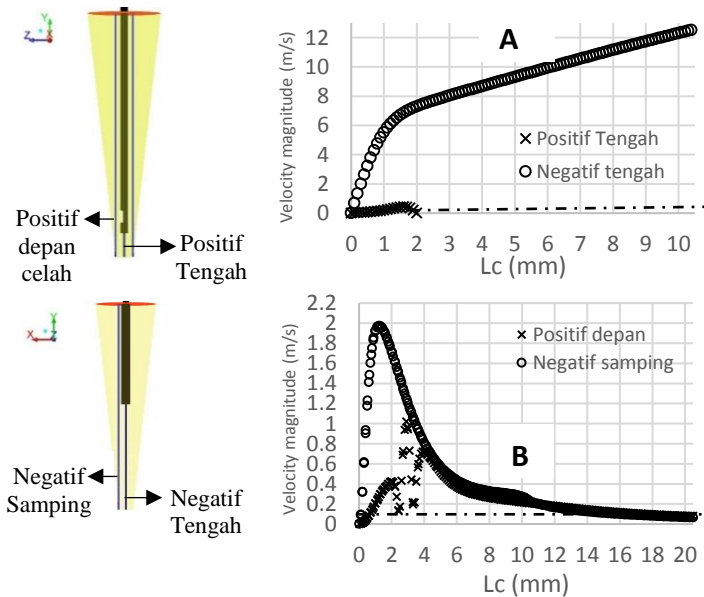 Y
Z
X
Positif
depan
celah
Positif
Tengah
Velocity magnitude (m/s)
12
10
8
6
4
2
0
A
Positif Tengah
Negatif tengah
0 1 2 3 4 5 6 7 8 9 10
Lc (mm)
Y
X
Z
Negatif
Samping
Negatif
Tengah
Velocity magnitude (m/s)
2.2
2
1.8
1.6
1.4
1.2
1
0.8
0.6
0.4
0.2
0
Positif depan
Negatif samping
B
0 2 4 6 8 10 12 14 16 18 20
Lc (mm)